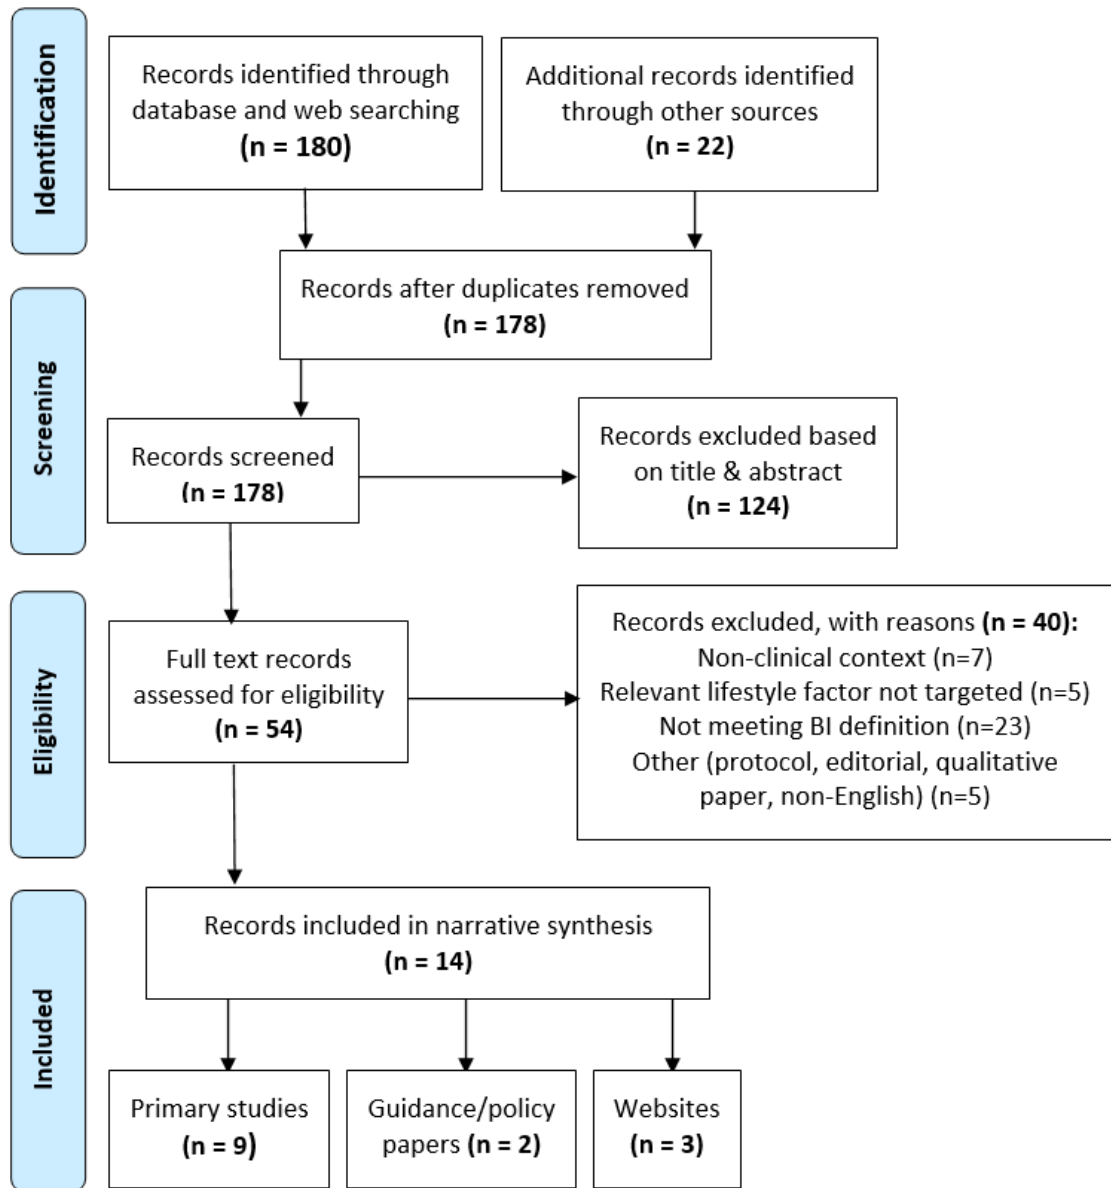 Identification
Records identified through
database and web searching
(n = 180)
Additional records identified
through other sources
(n = 22)
Records after duplicates removed
(n = 178)
Screening
Records screened
(n = 178)
Records excluded based
on title & abstract
(n = 124)
Eligibility
Full text records
assessed for eligibility
(n = 54)
Records excluded, with reasons (n = 40):
Non-clinical context (n=7)
Relevant lifestyle factor not targeted (n=5)
Not meeting BI definition (n=23)
Other (protocol, editorial, qualitative
paper, non-English) (n=5)
Included
Records included in narrative synthesis
(n = 14)
Primary studies
(n = 9)
Guidance/policy
papers (n = 2)
Websites
(n = 3)